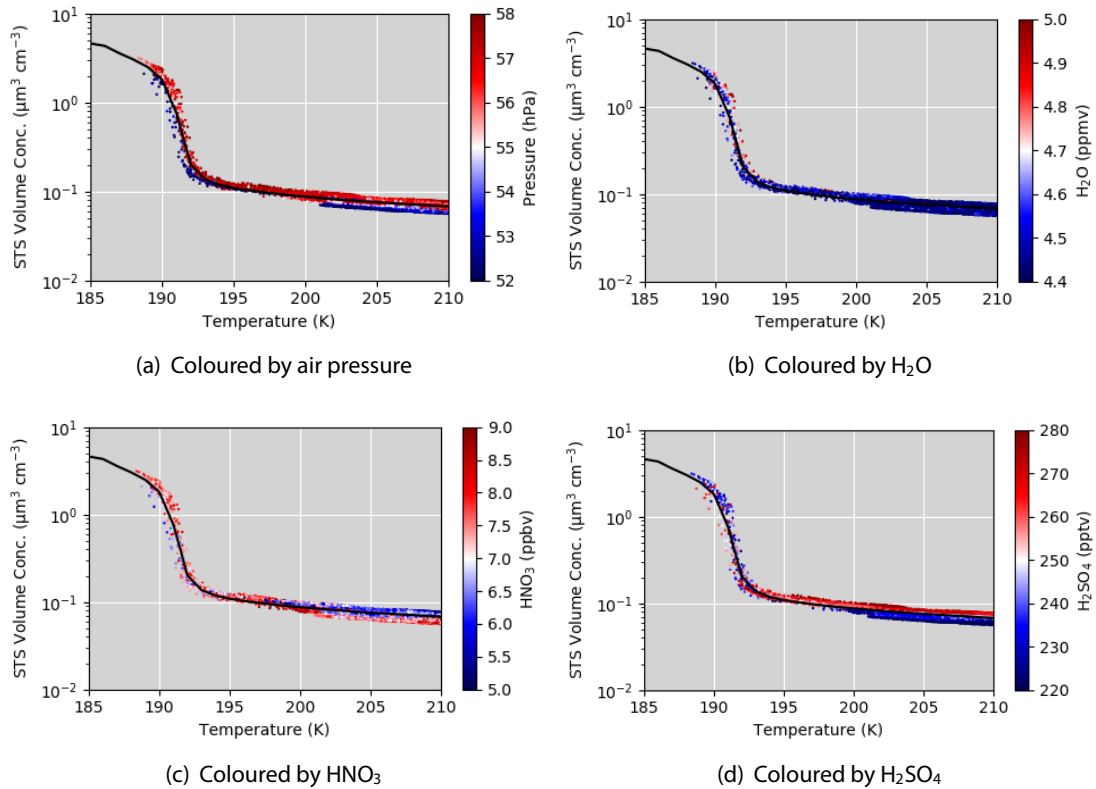 10¹
10⁰
10⁻¹
10⁻²
STS Volume Conc. (μm³ cm⁻³)
185 190 195 200 205 210
Temperature (K)
58
57
56
55
54
53
52
Pressure (hPa)
(a) Coloured by air pressure
10¹
10⁰
10⁻¹
10⁻²
STS Volume Conc. (μm³ cm⁻³)
185 190 195 200 205 210
Temperature (K)
5.0
4.9
4.8
4.7
4.6
4.5
4.4
H₂O (ppmv)
(b) Coloured by H₂O
10¹
10⁰
10⁻¹
10⁻²
STS Volume Conc. (μm³ cm⁻³)
185 190 195 200 205 210
Temperature (K)
9.0
8.5
8.0
7.5
7.0
6.5
6.0
5.5
5.0
HNO₃ (ppbv)
(c) Coloured by HNO₃
10¹
10⁰
10⁻¹
10⁻²
STS Volume Conc. (μm³ cm⁻³)
185 190 195 200 205 210
Temperature (K)
280
270
260
250
240
230
220
H₂SO₄ (pptv)
(d) Coloured by H₂SO₄